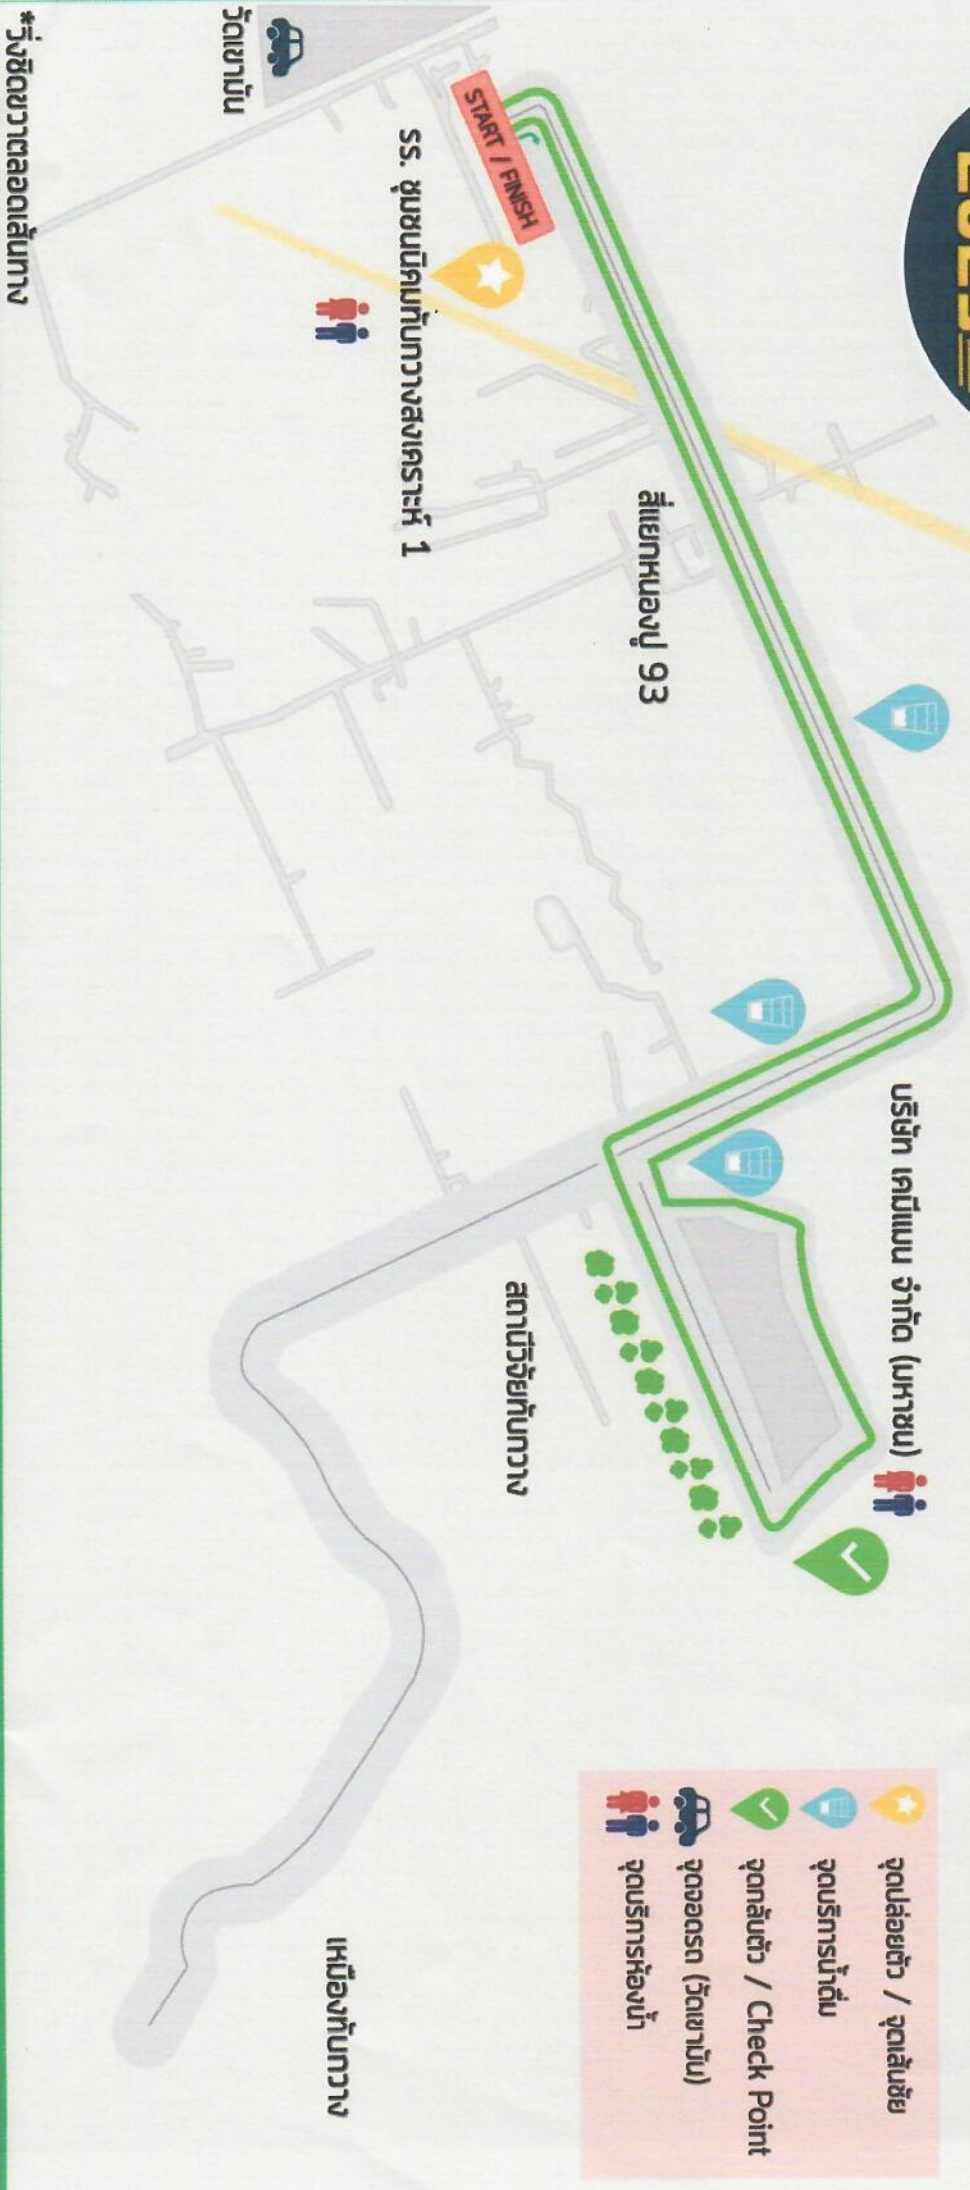 START / FINISH
รร. ชุมชนนิคมทับกวางสงเคราะห์ 1
วัดเขามัน
*วิ่งชิดขวาตลอดเส้นทาง
สี่แยกหนองปู 93
บริษัท เคมีแมน จำกัด (มหาชน)
สถานีวิจัยทับกวาง
เหมืองทับกวาง
จุดปล่อยตัว / จุดเส้นชัย
จุดบริการน้ำดื่ม
จุดกลับตัว / Check Point
จุดจอดรถ (วัดเขามัน)
จุดบริการห้องน้ำ